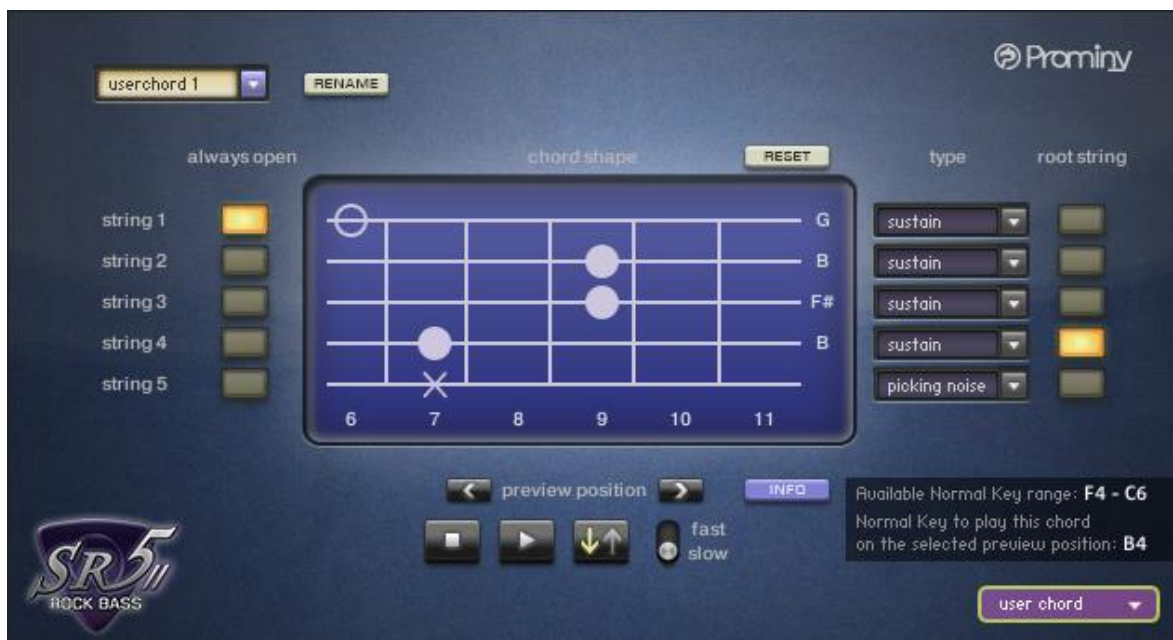 Prominy
userchord 1
RENAME
always open
chord shape
RESET
type
root string
string 1
G
sustain
string 2
B
sustain
string 3
F#
sustain
string 4
B
sustain
string 5
picking noise
6 7 8 9 10 11
preview position
INFO
fast
slow
Available Normal Key range: F4 - C6
Normal Key to play this chord
on the selected preview position: B4
SR5II
ROCK BASS
user chord